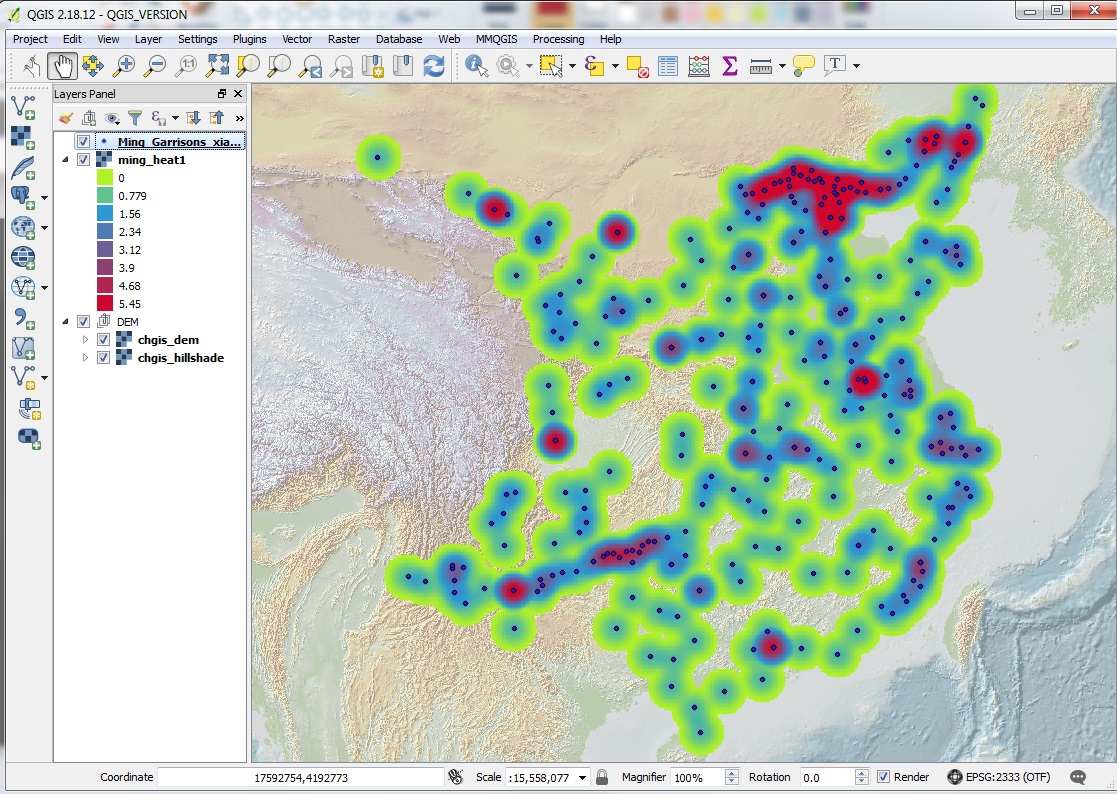 QGIS 2.18.12 - QGIS_VERSION
Project Edit View Layer Settings Plugins Vector Raster Database Web MMQGIS Processing Help
1:1
T
Layers Panel
»
Ming_Garrisons_xia...
ming_heat1
0
0.779
1.56
2.34
3.12
3.9
4.68
5.45
DEM
chgis_dem
chgis_hillshade
Coordinate 17592754,4192773 Scale :15,558,077 Magnifier 100% Rotation 0.0 Render EPSG:2333 (OTF)